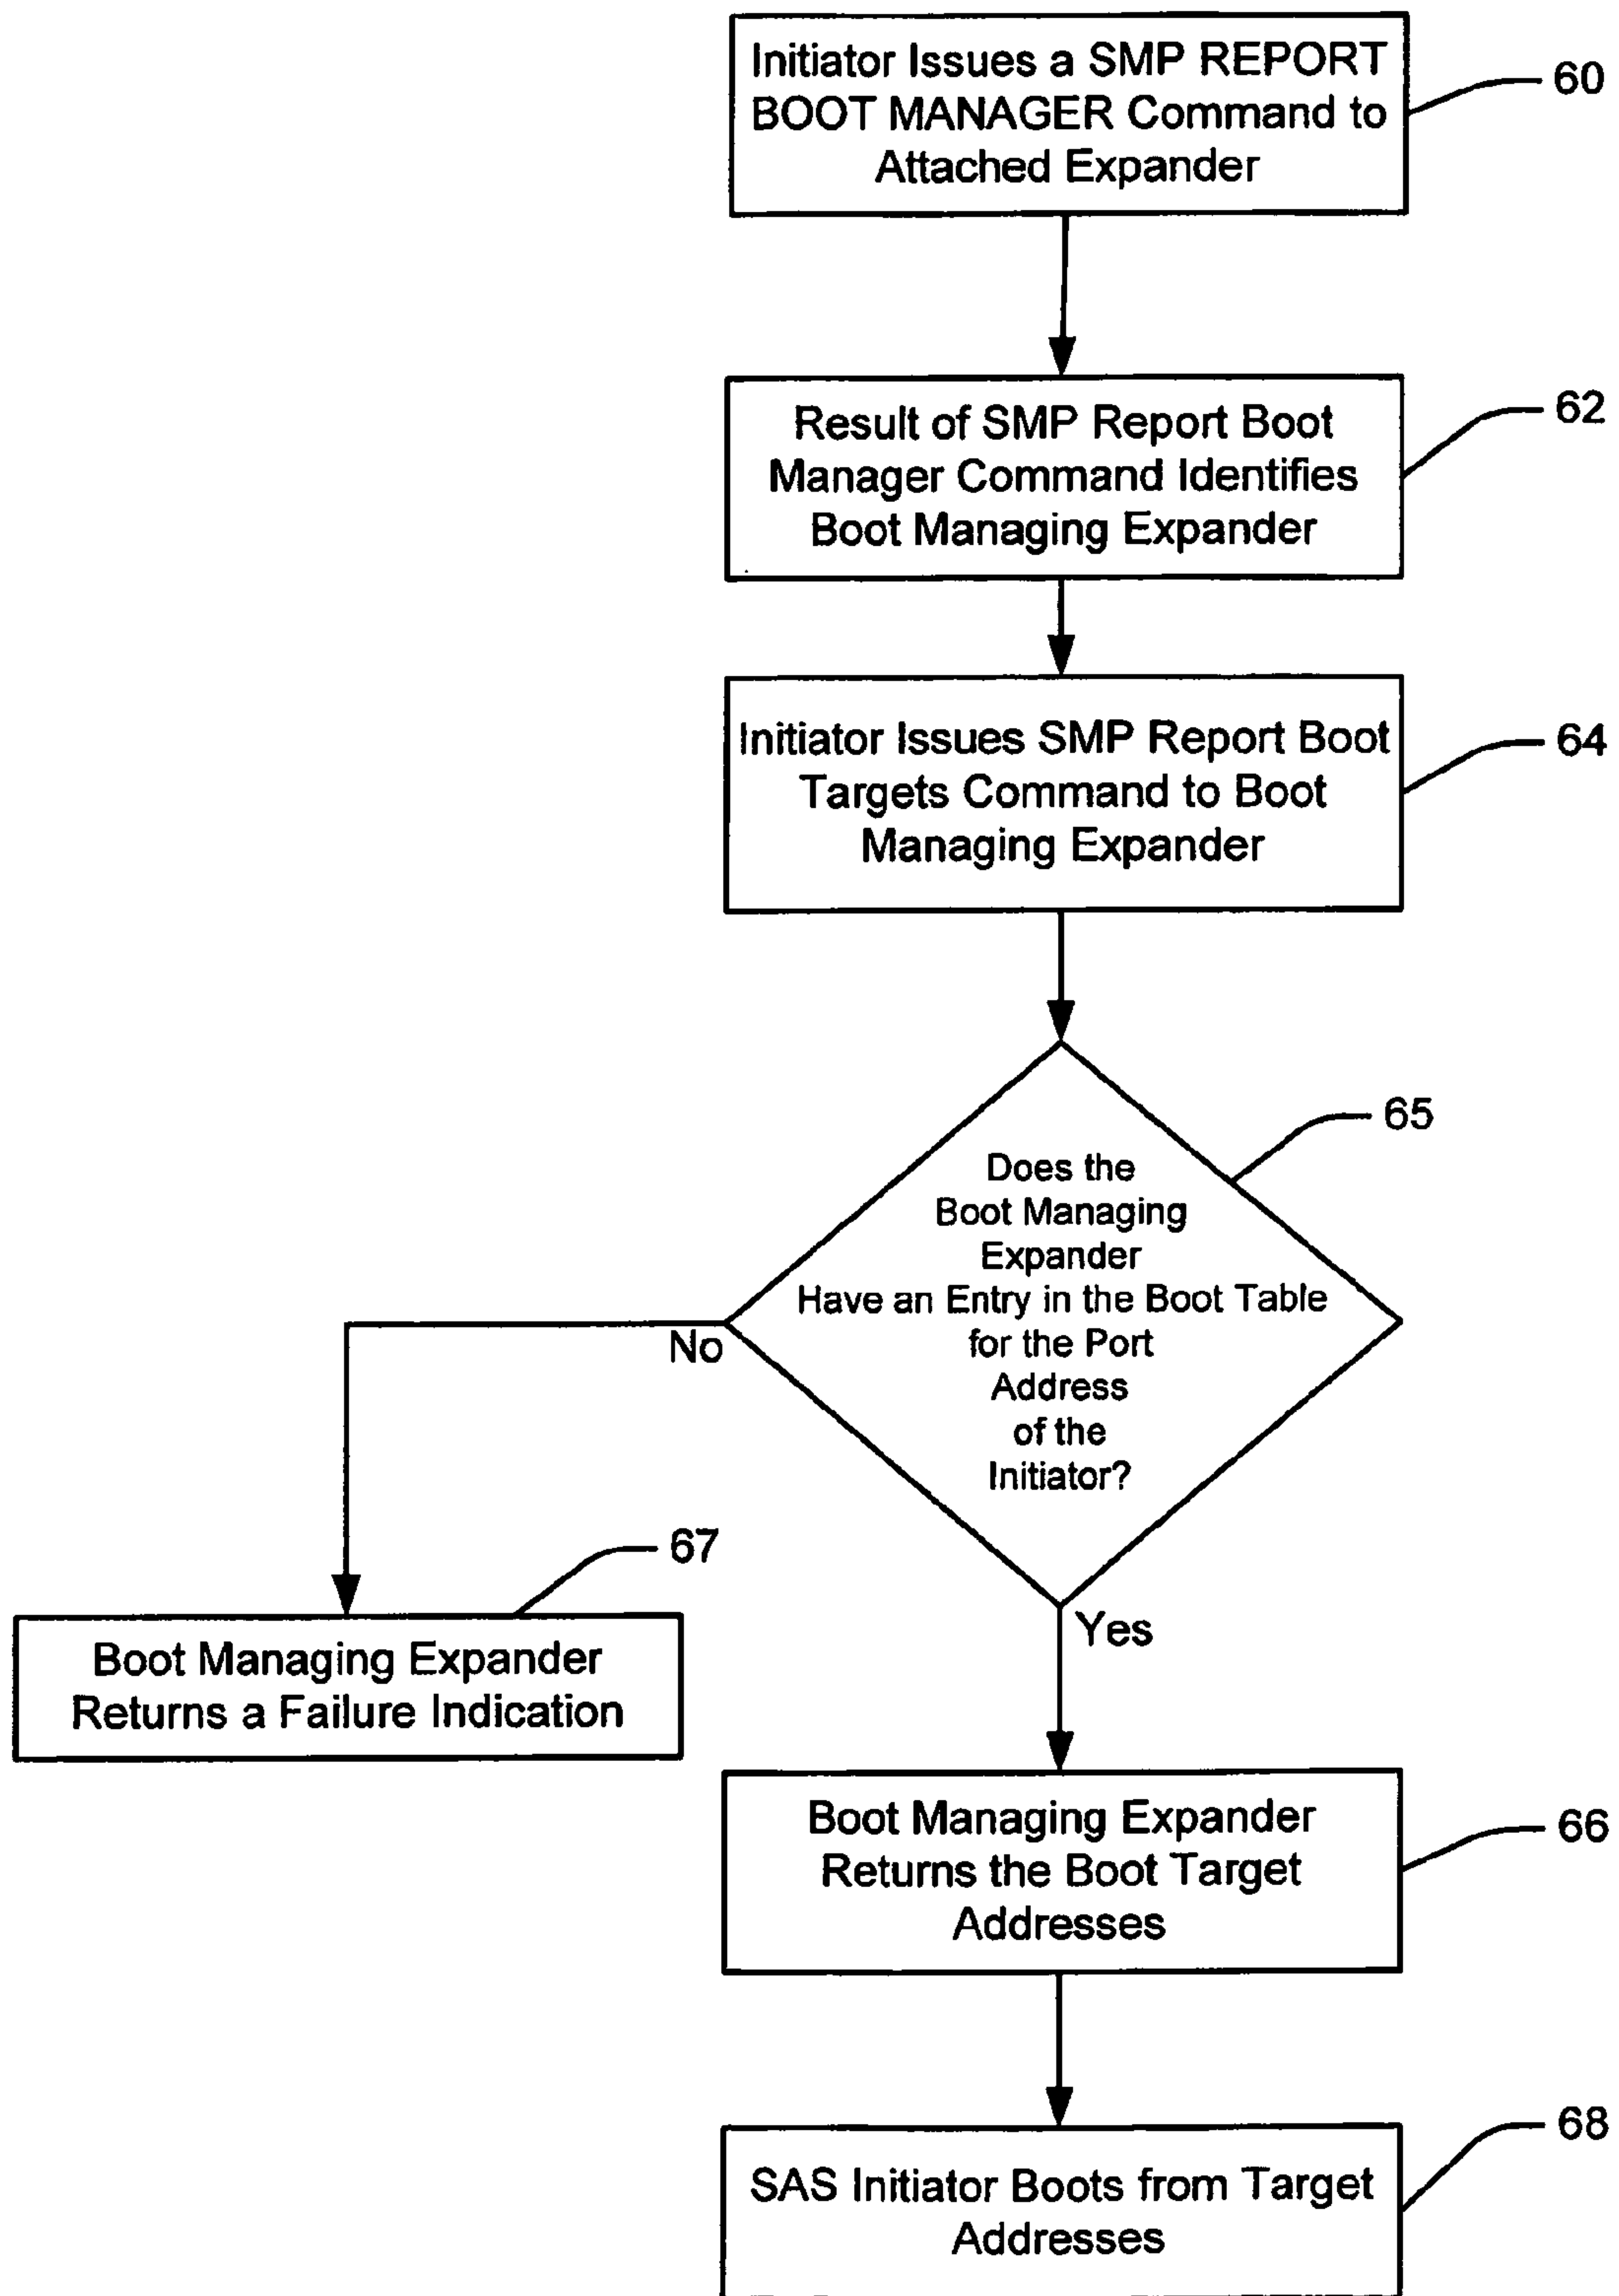 Initiator Issues a SMP REPORT
BOOT MANAGER Command to
Attached Expander
60
Result of SMP Report Boot
Manager Command Identifies
Boot Managing Expander
62
Initiator Issues SMP Report Boot
Targets Command to Boot
Managing Expander
64
65
Does the
Boot Managing
Expander
Have an Entry in the Boot Table
for the Port
Address
of the
Initiator?
No
67
Boot Managing Expander
Returns a Failure Indication
Yes
Boot Managing Expander
Returns the Boot Target
Addresses
66
SAS Initiator Boots from Target
Addresses
68